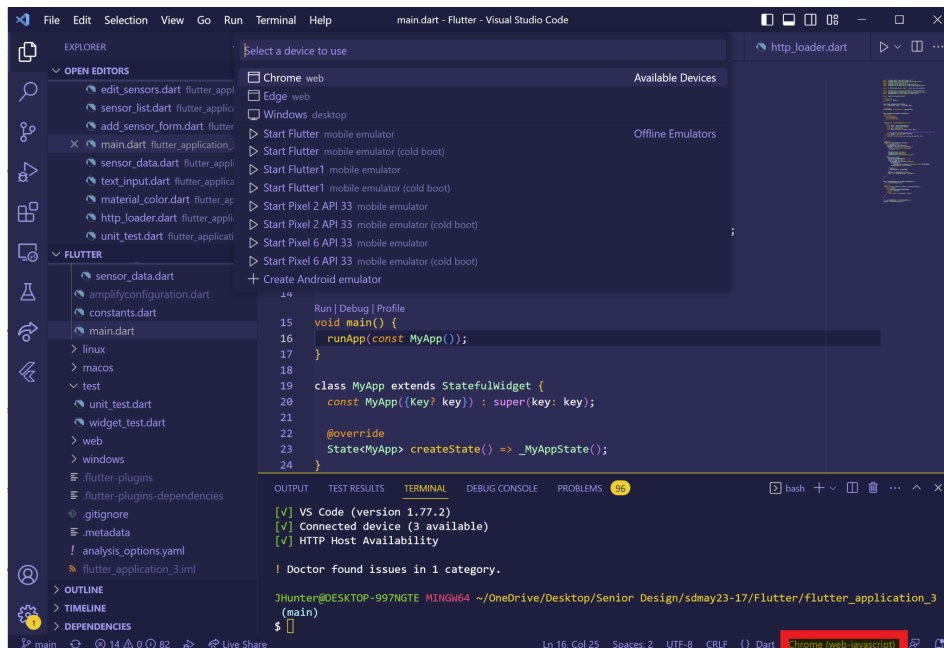 File Edit Selection View Go Run Terminal Help main.dart - Flutter - Visual Studio Code
EXPLORER
OPEN EDITORS
edit_sensors.dart flutter_appl
sensor_list.dart flutter_applic
add_sensor_form.dart flutter
main.dart flutter_application_
sensor_data.dart flutter_appli
text_input.dart flutter_applica
material_color.dart flutter_ap
http_loader.dart flutter_appli
unit_test.dart flutter_applicati
FLUTTER
sensor_data.dart
amplifyconfiguration.dart
constants.dart
main.dart
linux
macos
test
unit_test.dart
widget_test.dart
web
windows
.flutter-plugins
.flutter-plugins-dependencies
.gitignore
.metadata
analysis_options.yaml
flutter_application_3.iml
OUTLINE
TIMELINE
DEPENDENCIES
Select a device to use
Chrome web Available Devices
Edge web
Windows desktop
Start Flutter mobile emulator Offline Emulators
Start Flutter mobile emulator (cold boot)
Start Flutter1 mobile emulator
Start Flutter1 mobile emulator (cold boot)
Start Pixel 2 API 33 mobile emulator
Start Pixel 2 API 33 mobile emulator (cold boot)
Start Pixel 6 API 33 mobile emulator
Start Pixel 6 API 33 mobile emulator (cold boot)
Create Android emulator
http_loader.dart
;
14
Run | Debug | Profile
15 void main() {
16 runApp(const MyApp());
17 }
18
19 class MyApp extends StatefulWidget {
20 const MyApp({Key? key}) : super(key: key);
21
22 @override
23 State<MyApp> createState() => _MyAppState();
24 }
OUTPUT TEST RESULTS TERMINAL DEBUG CONSOLE PROBLEMS 96 bash
[√] VS Code (version 1.77.2)
[√] Connected device (3 available)
[√] HTTP Host Availability
! Doctor found issues in 1 category.
JHunter@DESKTOP-997NGTE MINGW64 ~/OneDrive/Desktop/Senior Design/sdmay23-17/Flutter/flutter_application_3
(main)
$
1
main 14 0 82 Live Share Ln 16, Col 25 Spaces: 2 UTF-8 CRLF {} Dart Chrome (web-javascript)